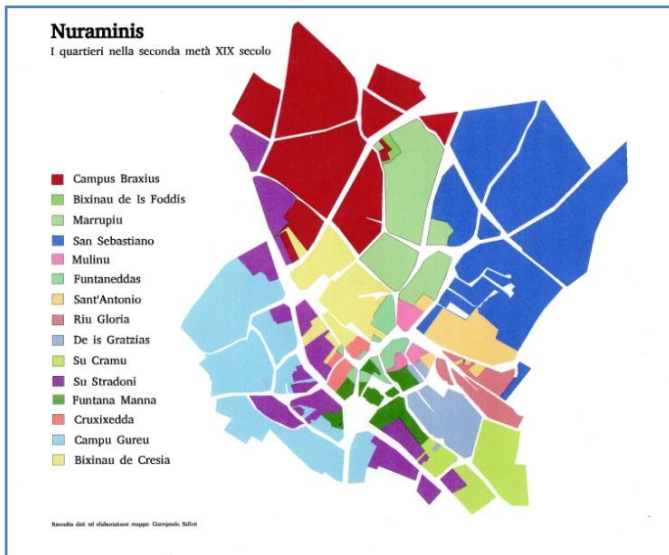 Nuraminis
I quartieri nella seconda metà XIX secolo
Campus Braxius
Bixinau de Is Foddis
Marrupiu
San Sebastiano
Mulinu
Funtaneddas
Sant'Antonio
Riu Gloria
De is Gratzias
Su Cramu
Su Stradoni
Funtana Manna
Cruxixedda
Campu Gureu
Bixinau de Cresia
Raccolta dati ed elaborazione mappa: Giampaolo